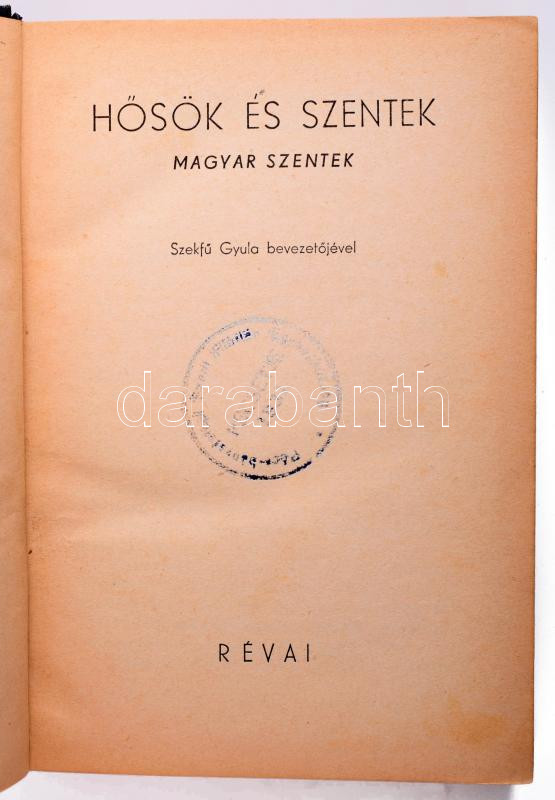 HŐSÖK ÉS SZENTEK
MAGYAR SZENTEK
Szekfű Gyula bevezetőjével
darabanth
RÉVAI